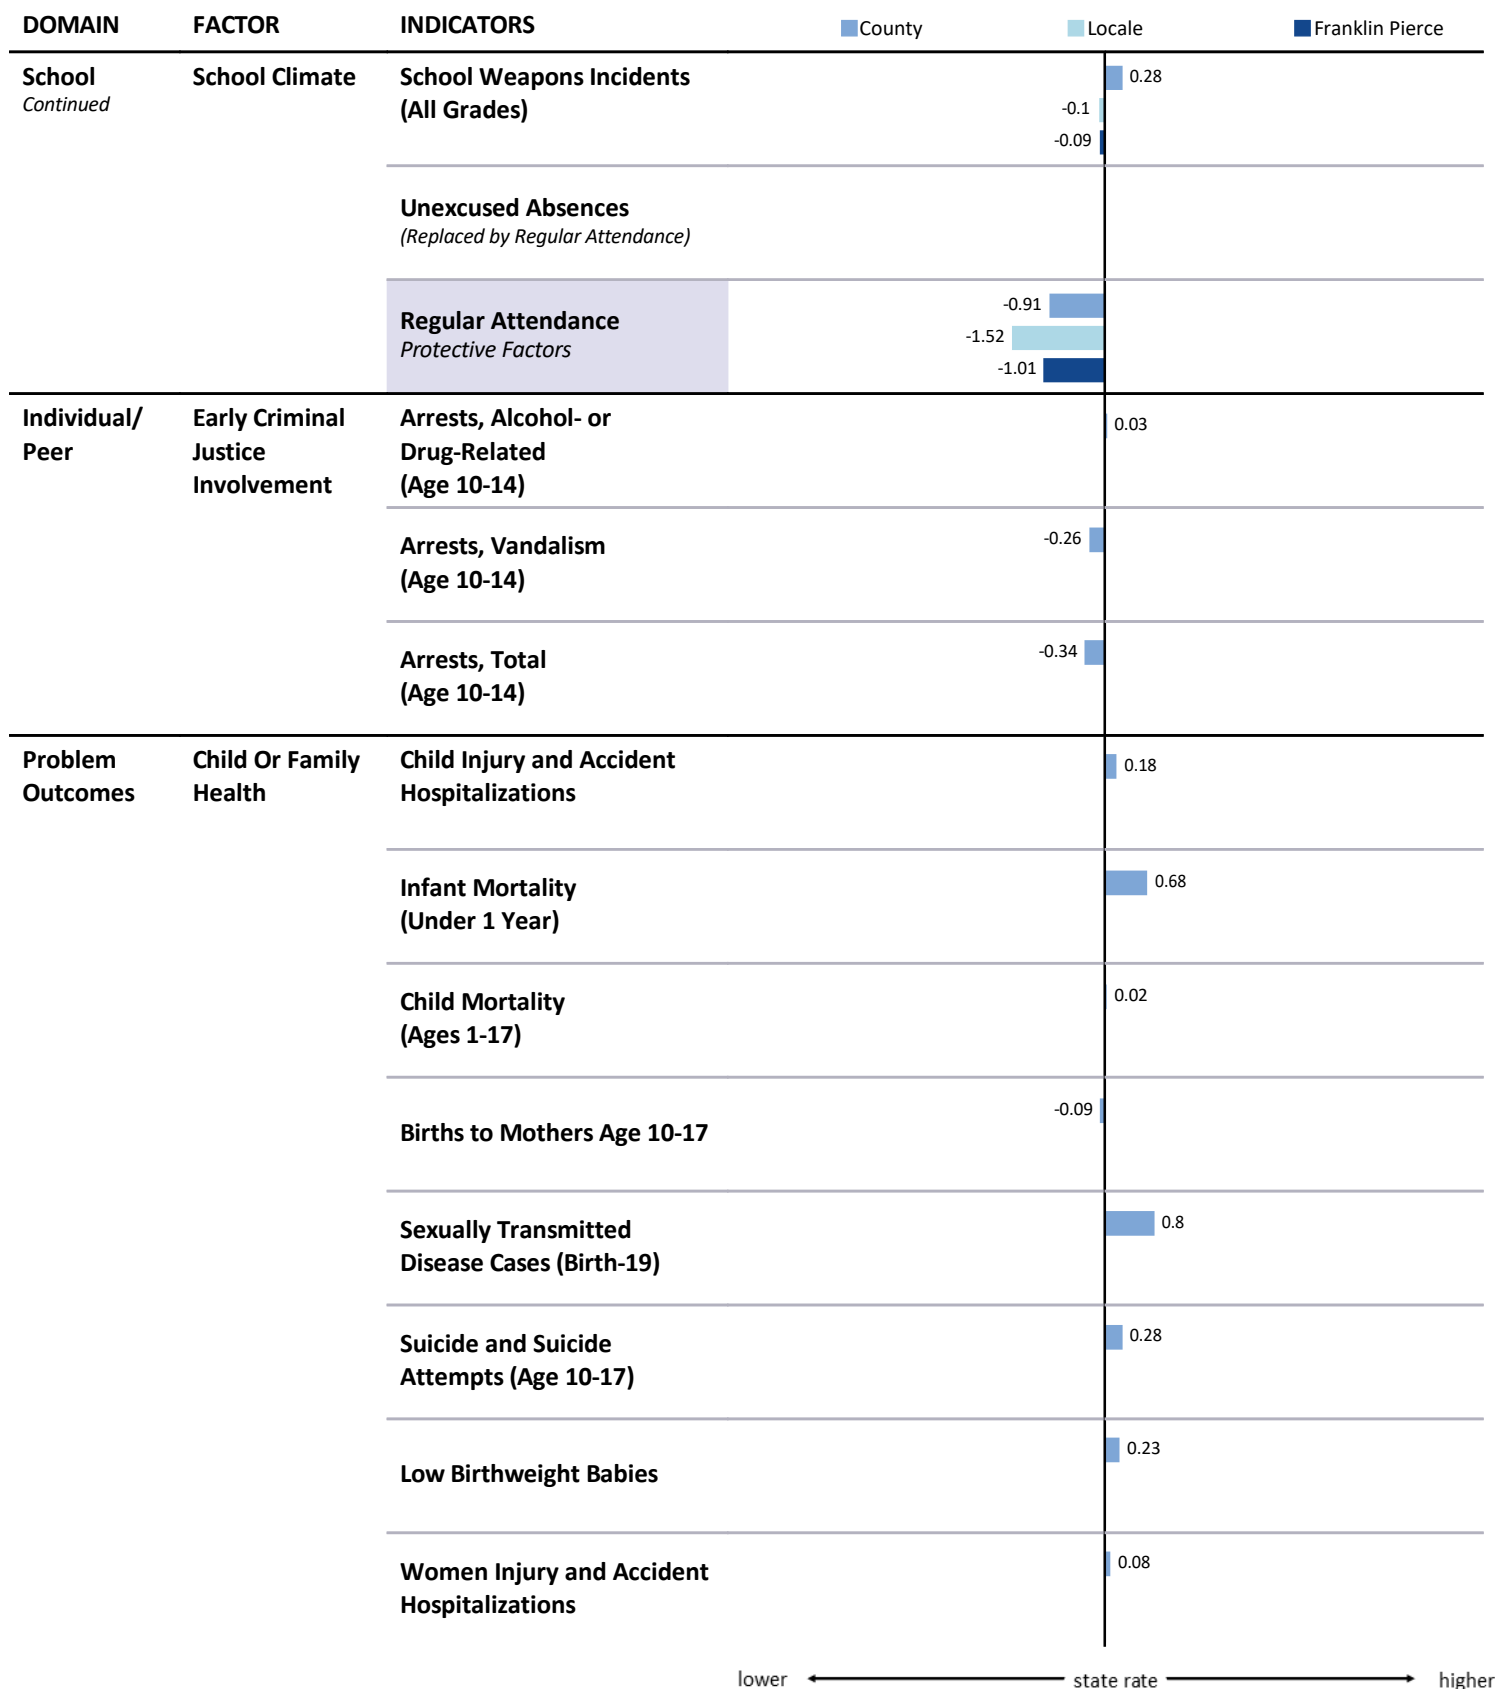 DOMAIN FACTOR INDICATORS County Locale Franklin Pierce
School School Climate School Weapons Incidents 0.28
Continued (All Grades) -0.1
-0.09
Unexcused Absences
(Replaced by Regular Attendance)
Regular Attendance -0.91
Protective Factors -1.52
-1.01
Individual/ Early Criminal Arrests, Alcohol- or 0.03
Peer Justice Drug-Related
Involvement (Age 10-14)
Arrests, Vandalism -0.26
(Age 10-14)
Arrests, Total -0.34
(Age 10-14)
Problem Child Or Family Child Injury and Accident 0.18
Outcomes Health Hospitalizations
Infant Mortality 0.68
(Under 1 Year)
Child Mortality 0.02
(Ages 1-17)
-0.09
Births to Mothers Age 10-17
Sexually Transmitted 0.8
Disease Cases (Birth-19)
Suicide and Suicide 0.28
Attempts (Age 10-17)
0.23
Low Birthweight Babies
Women Injury and Accident 0.08
Hospitalizations
lower state rate higher